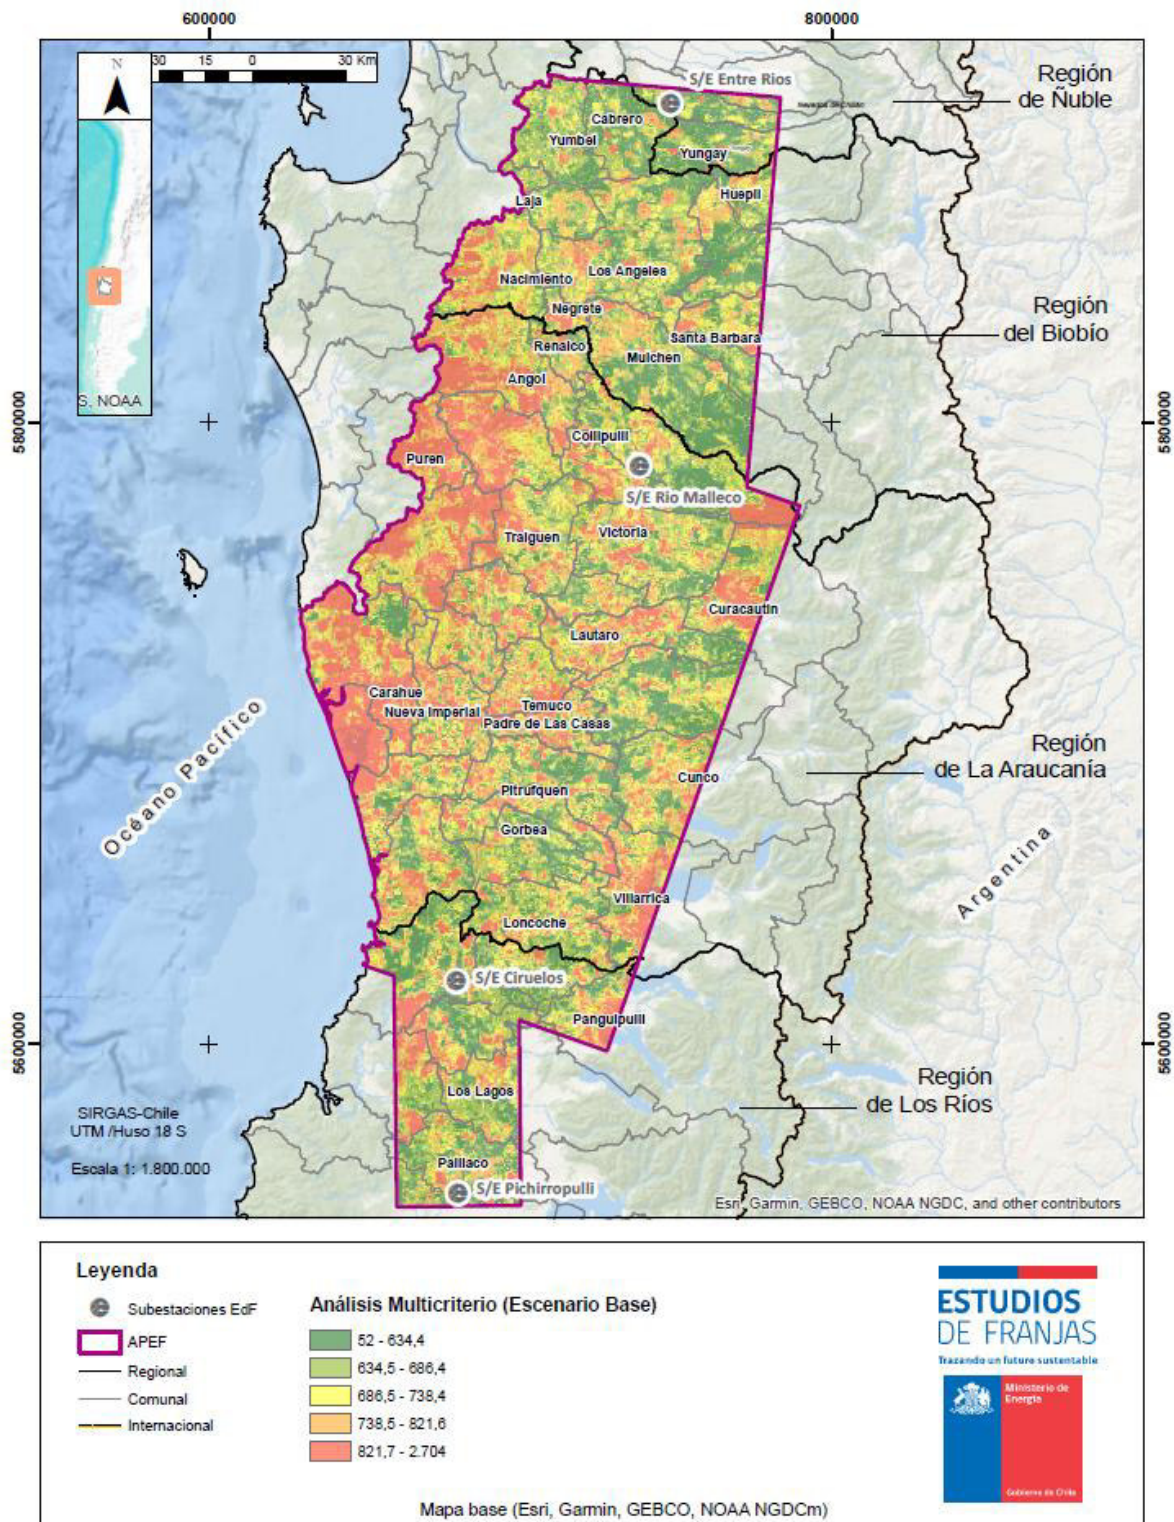 600000
800000
30 15 0 30 Km
N
S/E Entre Rios
Región
de Ñuble
Cabrero
Yumbel
Yungay
Huepil
Laja
Nacimiento
Los Angeles
Negrete
Región
del Biobío
Renaico
Santa Barbara
Mulchen
Angol
S, NOAA
5800000
5800000
Collipulli
Puren
S/E Rio Malleco
Victoria
Traiguen
Curacautin
Lautaro
Carahue
Nueva Imperial
Temuco
Padre de Las Casas
Océano Pacífico
Región
de La Araucanía
Cunco
Pitrufquen
Gorbea
Argentina
Villarrica
Loncoche
S/E Ciruelos
Panguipulli
5600000
5600000
Región
de Los Ríos
Los Lagos
SIRGAS-Chile
UTM /Huso 18 S
Escala 1: 1.800.000
Paillaco
S/E Pichirropulli
Esri, Garmin, GEBCO, NOAA NGDC, and other contributors
Leyenda
Subestaciones EdF
APEF
Regional
Comunal
Internacional
Análisis Multicriterio (Escenario Base)
52 - 634,4
634,5 - 686,4
686,5 - 738,4
738,5 - 821,6
821,7 - 2.704
ESTUDIOS
DE FRANJAS
Trazando un futuro sustentable
Ministerio de
Energía
Gobierno de Chile
Mapa base (Esri, Garmin, GEBCO, NOAA NGDCm)